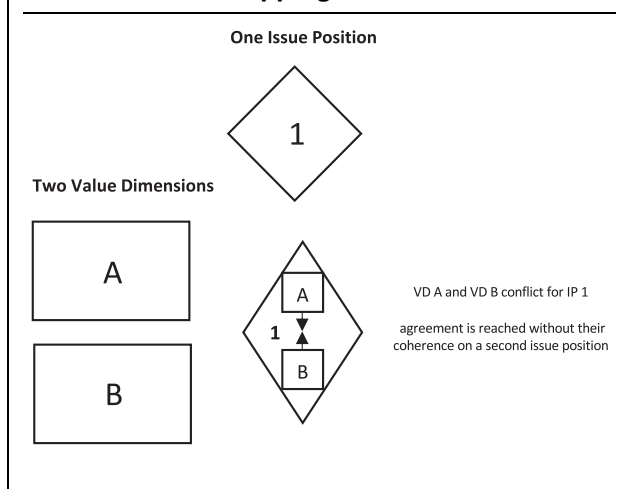 One Issue Position
1
Two Value Dimensions
A
B
A
1
B
VD A and VD B conflict for IP 1
agreement is reached without their
coherence on a second issue position